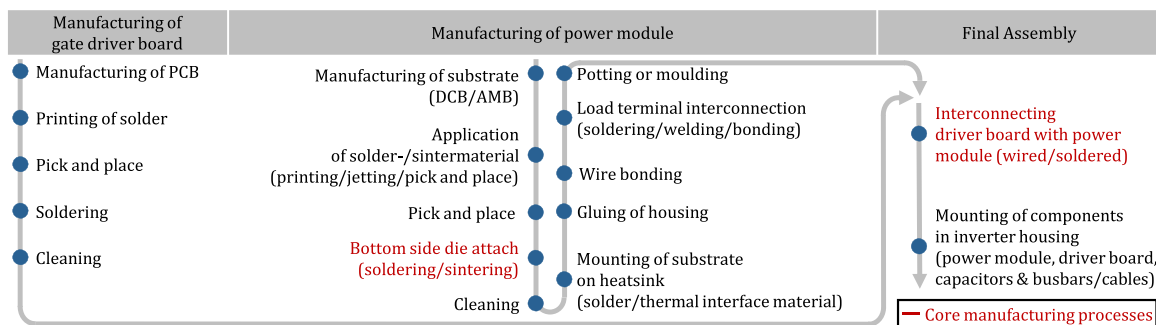 Manufacturing of
gate driver board
Manufacturing of power module
Final Assembly
Manufacturing of PCB
Printing of solder
Pick and place
Soldering
Cleaning
Manufacturing of substrate
(DCB/AMB)
Application
of solder-/sintermaterial
(printing/jetting/pick and place)
Pick and place
Bottom side die attach
(soldering/sintering)
Cleaning
Potting or moulding
Load terminal interconnection
(soldering/welding/bonding)
Wire bonding
Gluing of housing
Mounting of substrate
on heatsink
(solder/thermal interface material)
Interconnecting
driver board with power
module (wired/soldered)
Mounting of components
in inverter housing
(power module, driver board,
capacitors & busbars/cables)
Core manufacturing processes